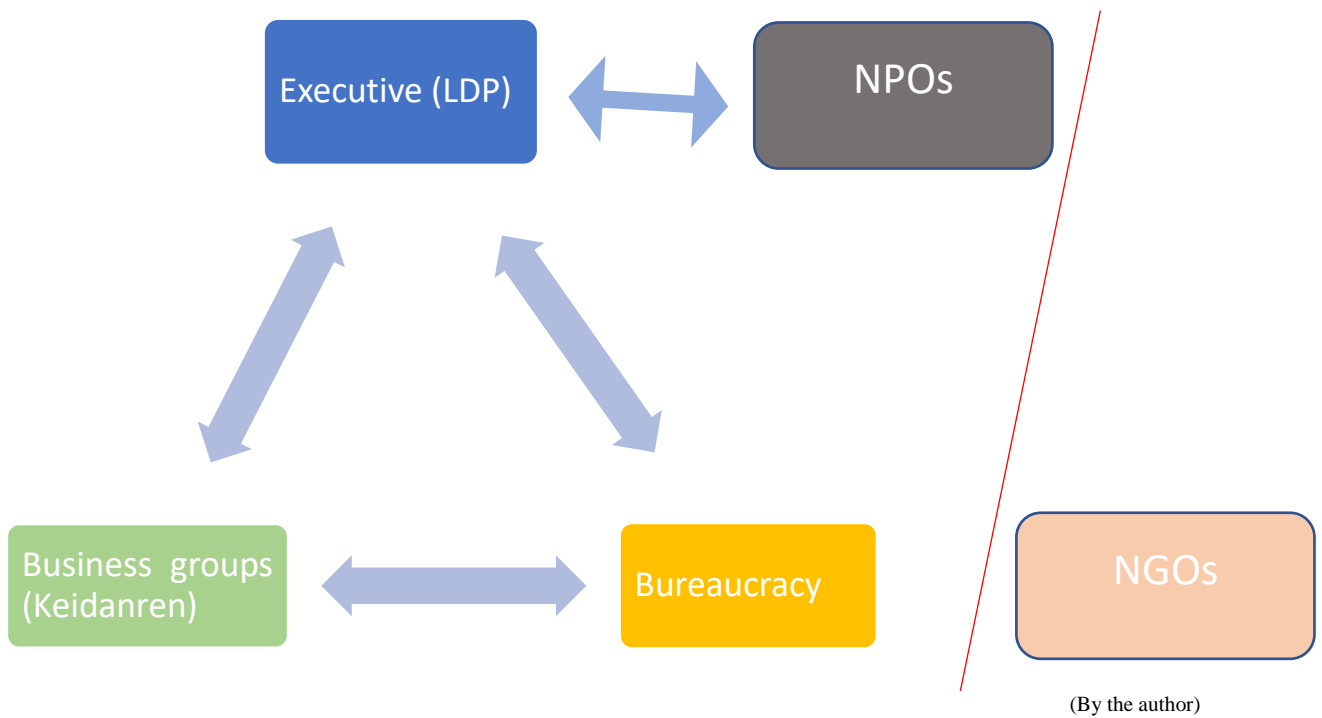 Executive (LDP)
NPOs
Business groups
(Keidanren)
Bureaucracy
NGOs
(By the author)